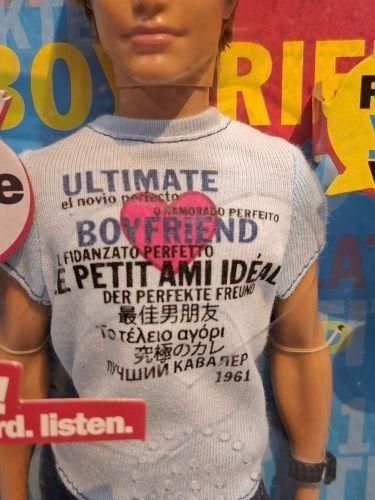 ULTIMATE
el novio perfecto
O NAMORADO PERFEITO
BOYFRiEND
FIDANZATO PERFETTO
LE PETIT AMI IDÉAL
DER PERFEKTE FREUND
最佳男朋友
Το τέλειο αγόρι
究極のカレ
ЛУЧШИЙ КАВАЛЕР
1961
rd. listen.